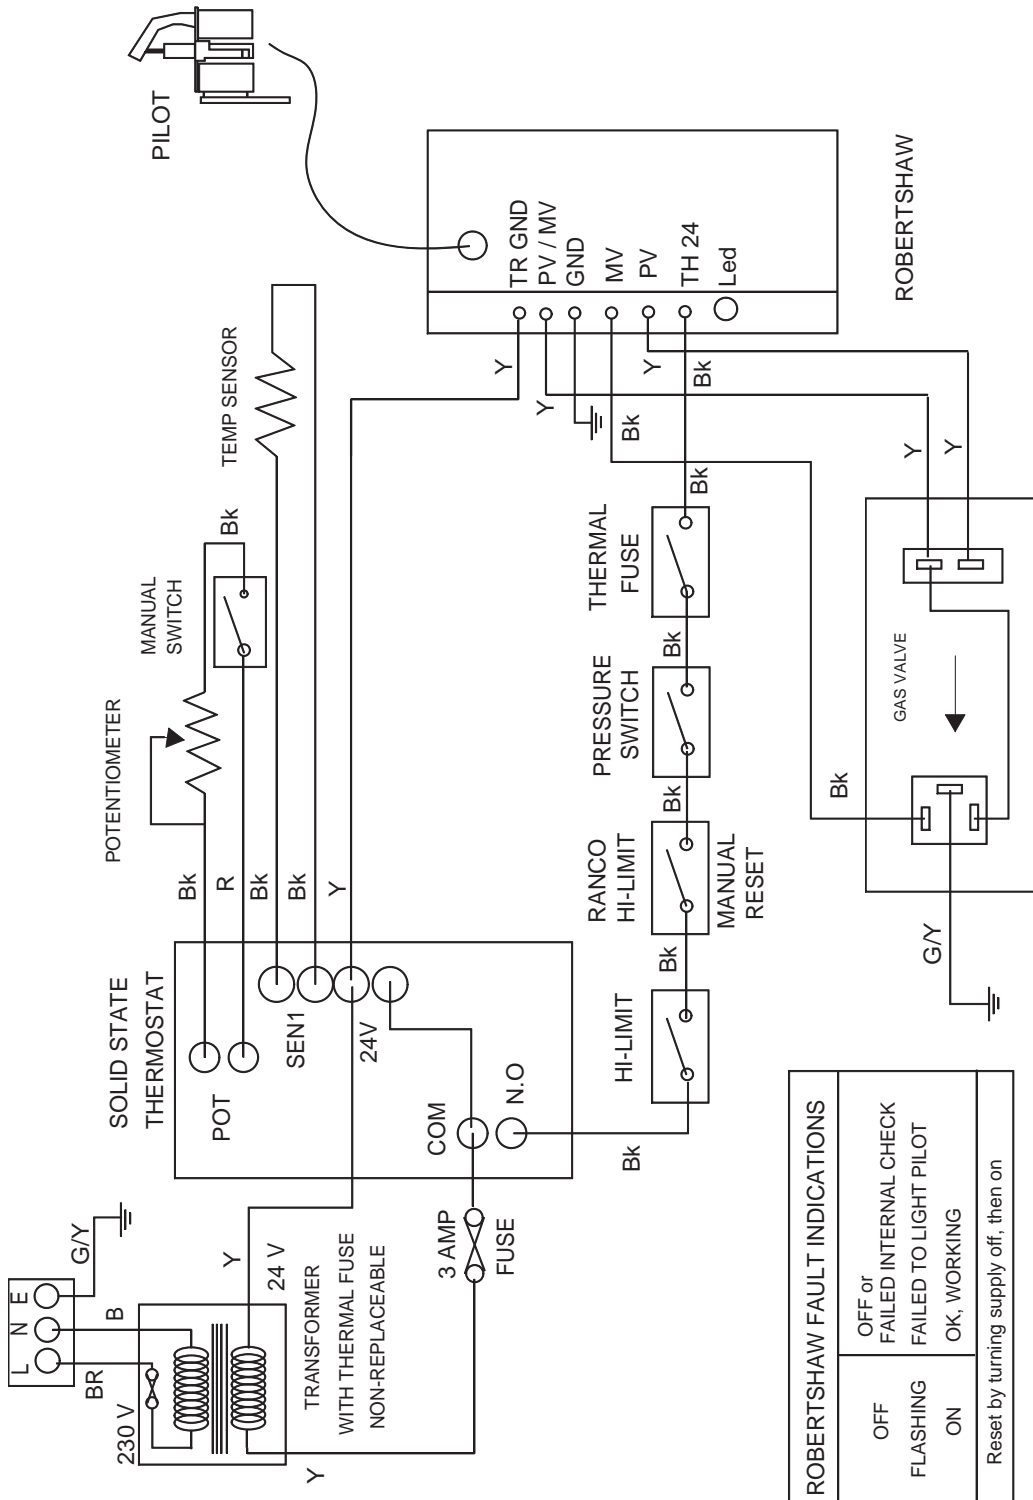 L
N
E
G/Y
BR
B
230 V
Y
24 V
Y
TRANSFORMER
WITH THERMAL FUSE
NON-REPLACEABLE
3 AMP
FUSE
SOLID STATE
THERMOSTAT
POT
SEN1
24V
COM
N.O
Bk
R
Bk
Bk
Y
POTENTIOMETER
MANUAL
SWITCH
Bk
TEMP SENSOR
PILOT
Bk
HI-LIMIT
Bk
RANCO
HI-LIMIT
MANUAL
RESET
Bk
PRESSURE
SWITCH
Bk
THERMAL
FUSE
Bk
Y
Y
Bk
Y
Bk
TR GND
PV / MV
GND
MV
PV
TH 24
Led
ROBERTSHAW
Y
Y
GAS VALVE
Bk
G/Y
ROBERTSHAW FAULT INDICATIONS
OFF
OFF or
FAILED INTERNAL CHECK
FLASHING
FAILED TO LIGHT PILOT
ON
OK, WORKING
Reset by turning supply off, then on